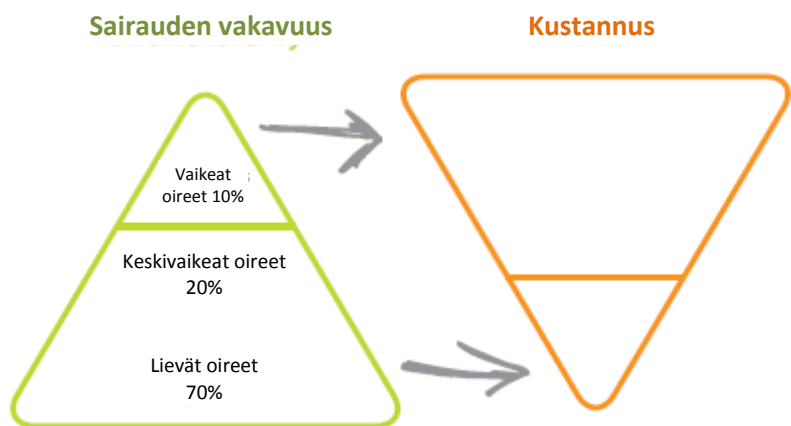 Sairauden vakavuus
Kustannus
Vaikeat
oireet 10%
Keskivaikeat oireet
20%
Lievät oireet
70%